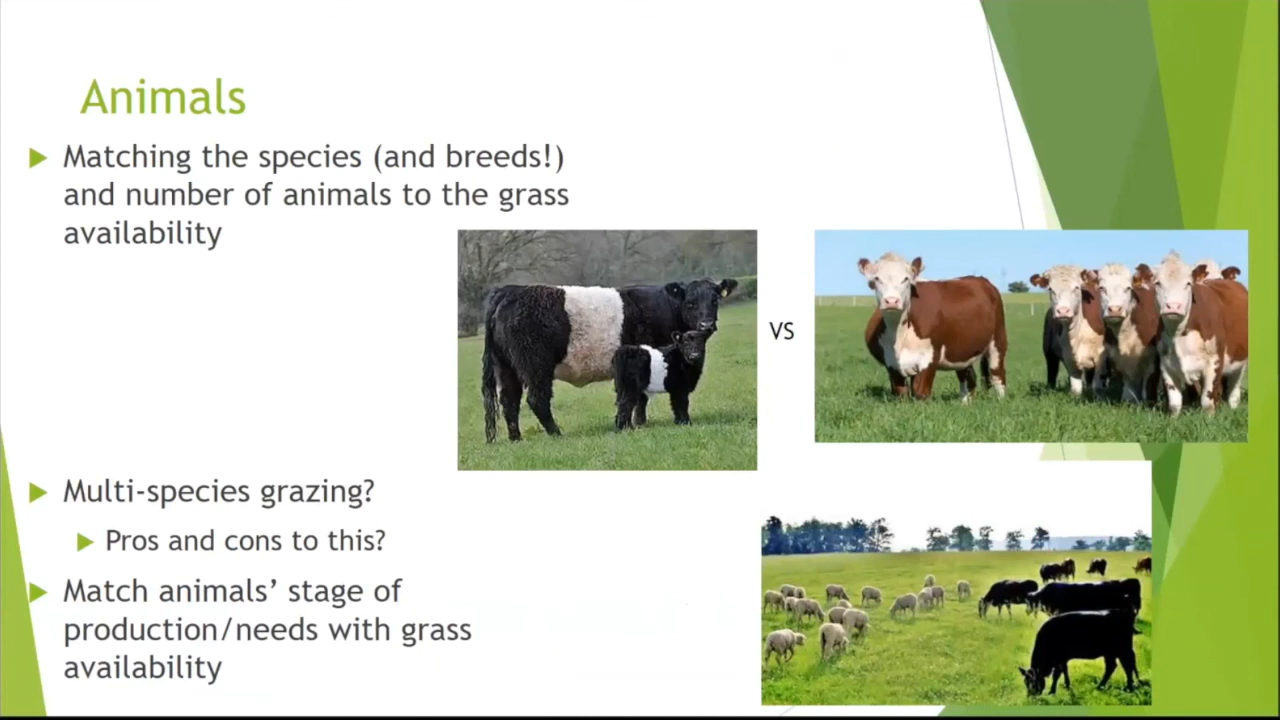 Animals
Matching the species (and breeds!)
and number of animals to the grass
availability
VS
Multi-species grazing?
Pros and cons to this?
Match animals’ stage of
production/needs with grass
availability